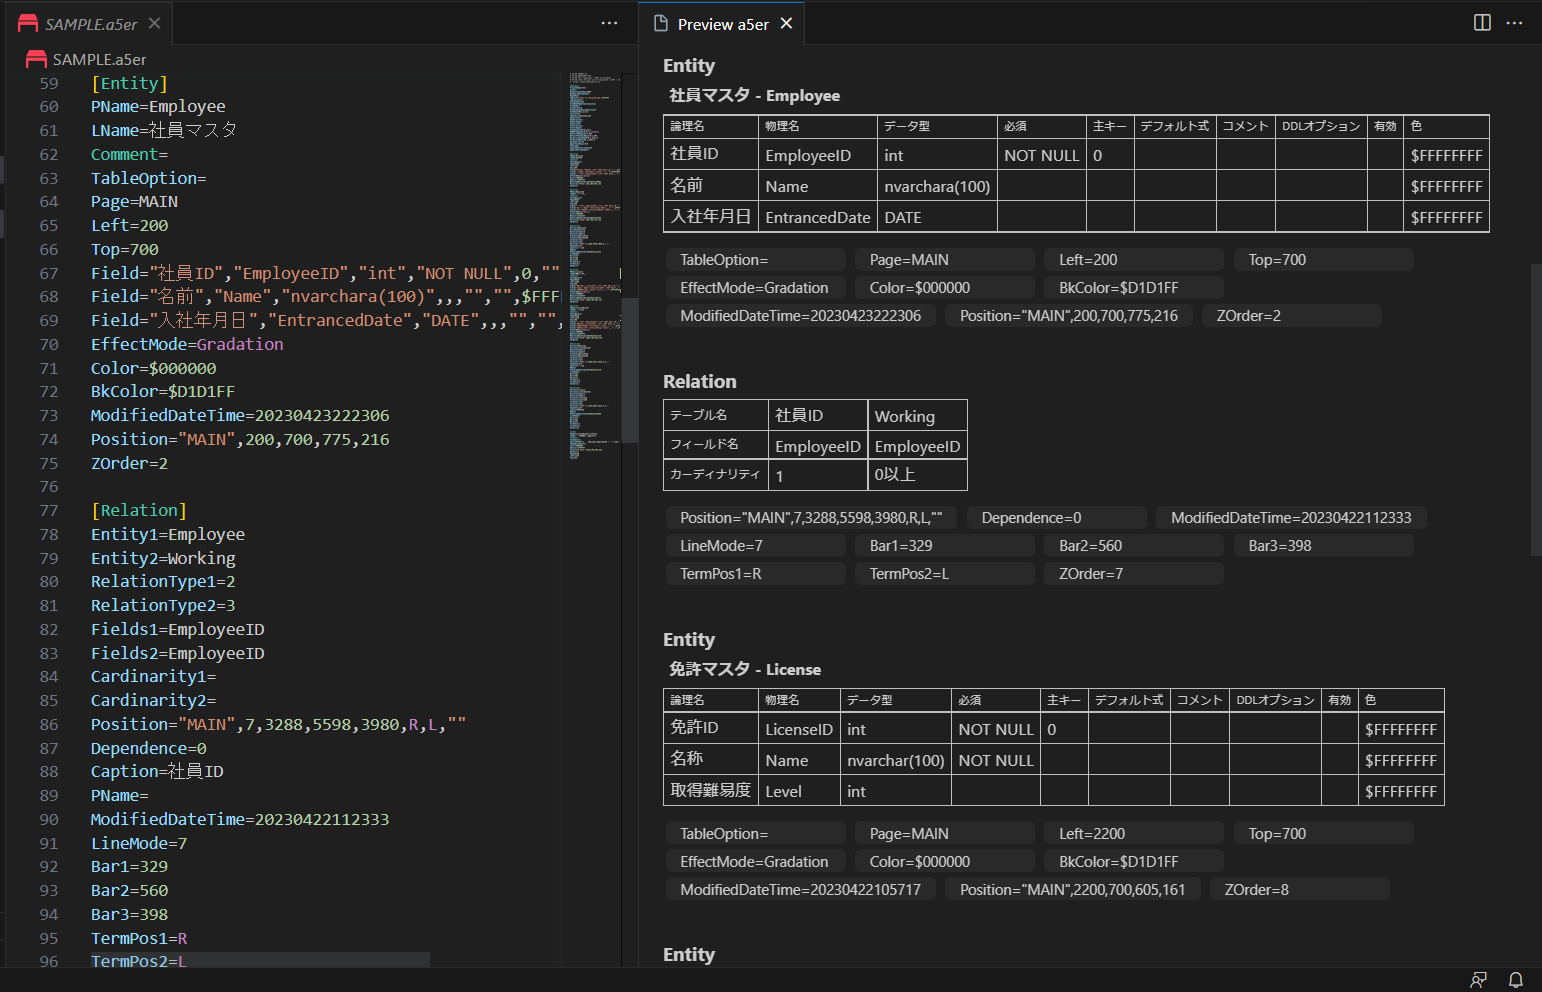 SAMPLE.a5er
SAMPLE.a5er
59 [Entity]
60 PName=Employee
61 LName=社員マスタ
62 Comment=
63 TableOption=
64 Page=MAIN
65 Left=200
66 Top=700
67 Field="社員ID","EmployeeID","int","NOT NULL",0,""
68 Field="名前","Name","nvarchara(100)",,,"","",$FFF
69 Field="入社年月日","EntrancedDate","DATE",,,"","",
70 EffectMode=Gradation
71 Color=$000000
72 BkColor=$D1D1FF
73 ModifiedDateTime=20230423222306
74 Position="MAIN",200,700,775,216
75 ZOrder=2
76
77 [Relation]
78 Entity1=Employee
79 Entity2=Working
80 RelationType1=2
81 RelationType2=3
82 Fields1=EmployeeID
83 Fields2=EmployeeID
84 Cardinarity1=
85 Cardinarity2=
86 Position="MAIN",7,3288,5598,3980,R,L,""
87 Dependence=0
88 Caption=社員ID
89 PName=
90 ModifiedDateTime=20230422112333
91 LineMode=7
92 Bar1=329
93 Bar2=560
94 Bar3=398
95 TermPos1=R
96 TermPos2=L
Preview a5er
Entity
社員マスタ - Employee
論理名 物理名 データ型 必須 主キー デフォルト式 コメント DDLオプション 有効 色
社員ID EmployeeID int NOT NULL 0 $FFFFFFFF
名前 Name nvarchara(100) $FFFFFFFF
入社年月日 EntrancedDate DATE $FFFFFFFF
TableOption= Page=MAIN Left=200 Top=700
EffectMode=Gradation Color=$000000 BkColor=$D1D1FF
ModifiedDateTime=20230423222306 Position="MAIN",200,700,775,216 ZOrder=2
Relation
テーブル名 社員ID Working
フィールド名 EmployeeID EmployeeID
カーディナリティ 1 0以上
Position="MAIN",7,3288,5598,3980,R,L,"" Dependence=0 ModifiedDateTime=20230422112333
LineMode=7 Bar1=329 Bar2=560 Bar3=398
TermPos1=R TermPos2=L ZOrder=7
Entity
免許マスタ - License
論理名 物理名 データ型 必須 主キー デフォルト式 コメント DDLオプション 有効 色
免許ID LicenseID int NOT NULL 0 $FFFFFFFF
名称 Name nvarchar(100) NOT NULL $FFFFFFFF
取得難易度 Level int $FFFFFFFF
TableOption= Page=MAIN Left=2200 Top=700
EffectMode=Gradation Color=$000000 BkColor=$D1D1FF
ModifiedDateTime=20230422105717 Position="MAIN",2200,700,605,161 ZOrder=8
Entity